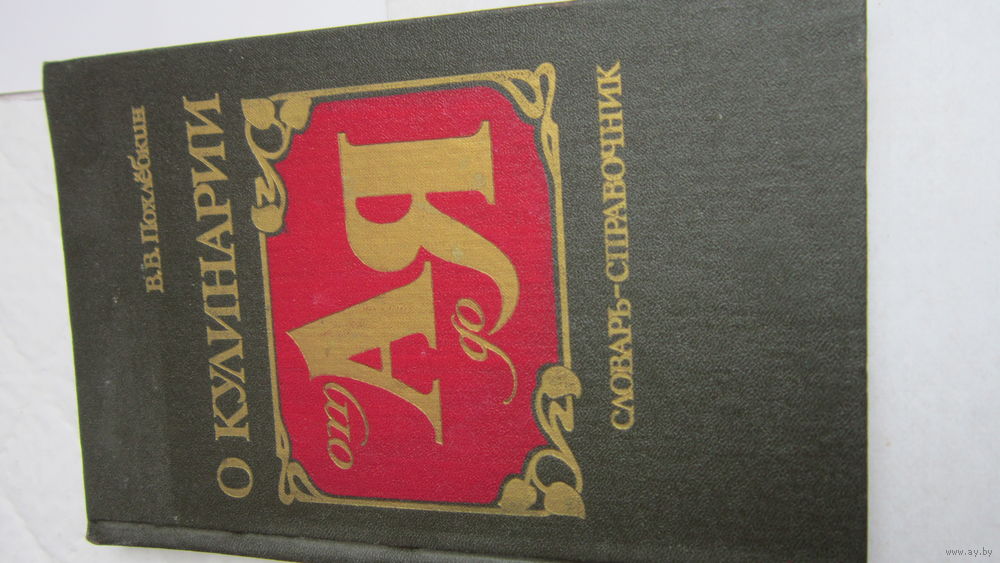 В.В. Похлёбкин
О КУЛИНАРИИ
от А
до Я
СЛОВАРЬ-СПРАВОЧНИК
www.ay.by